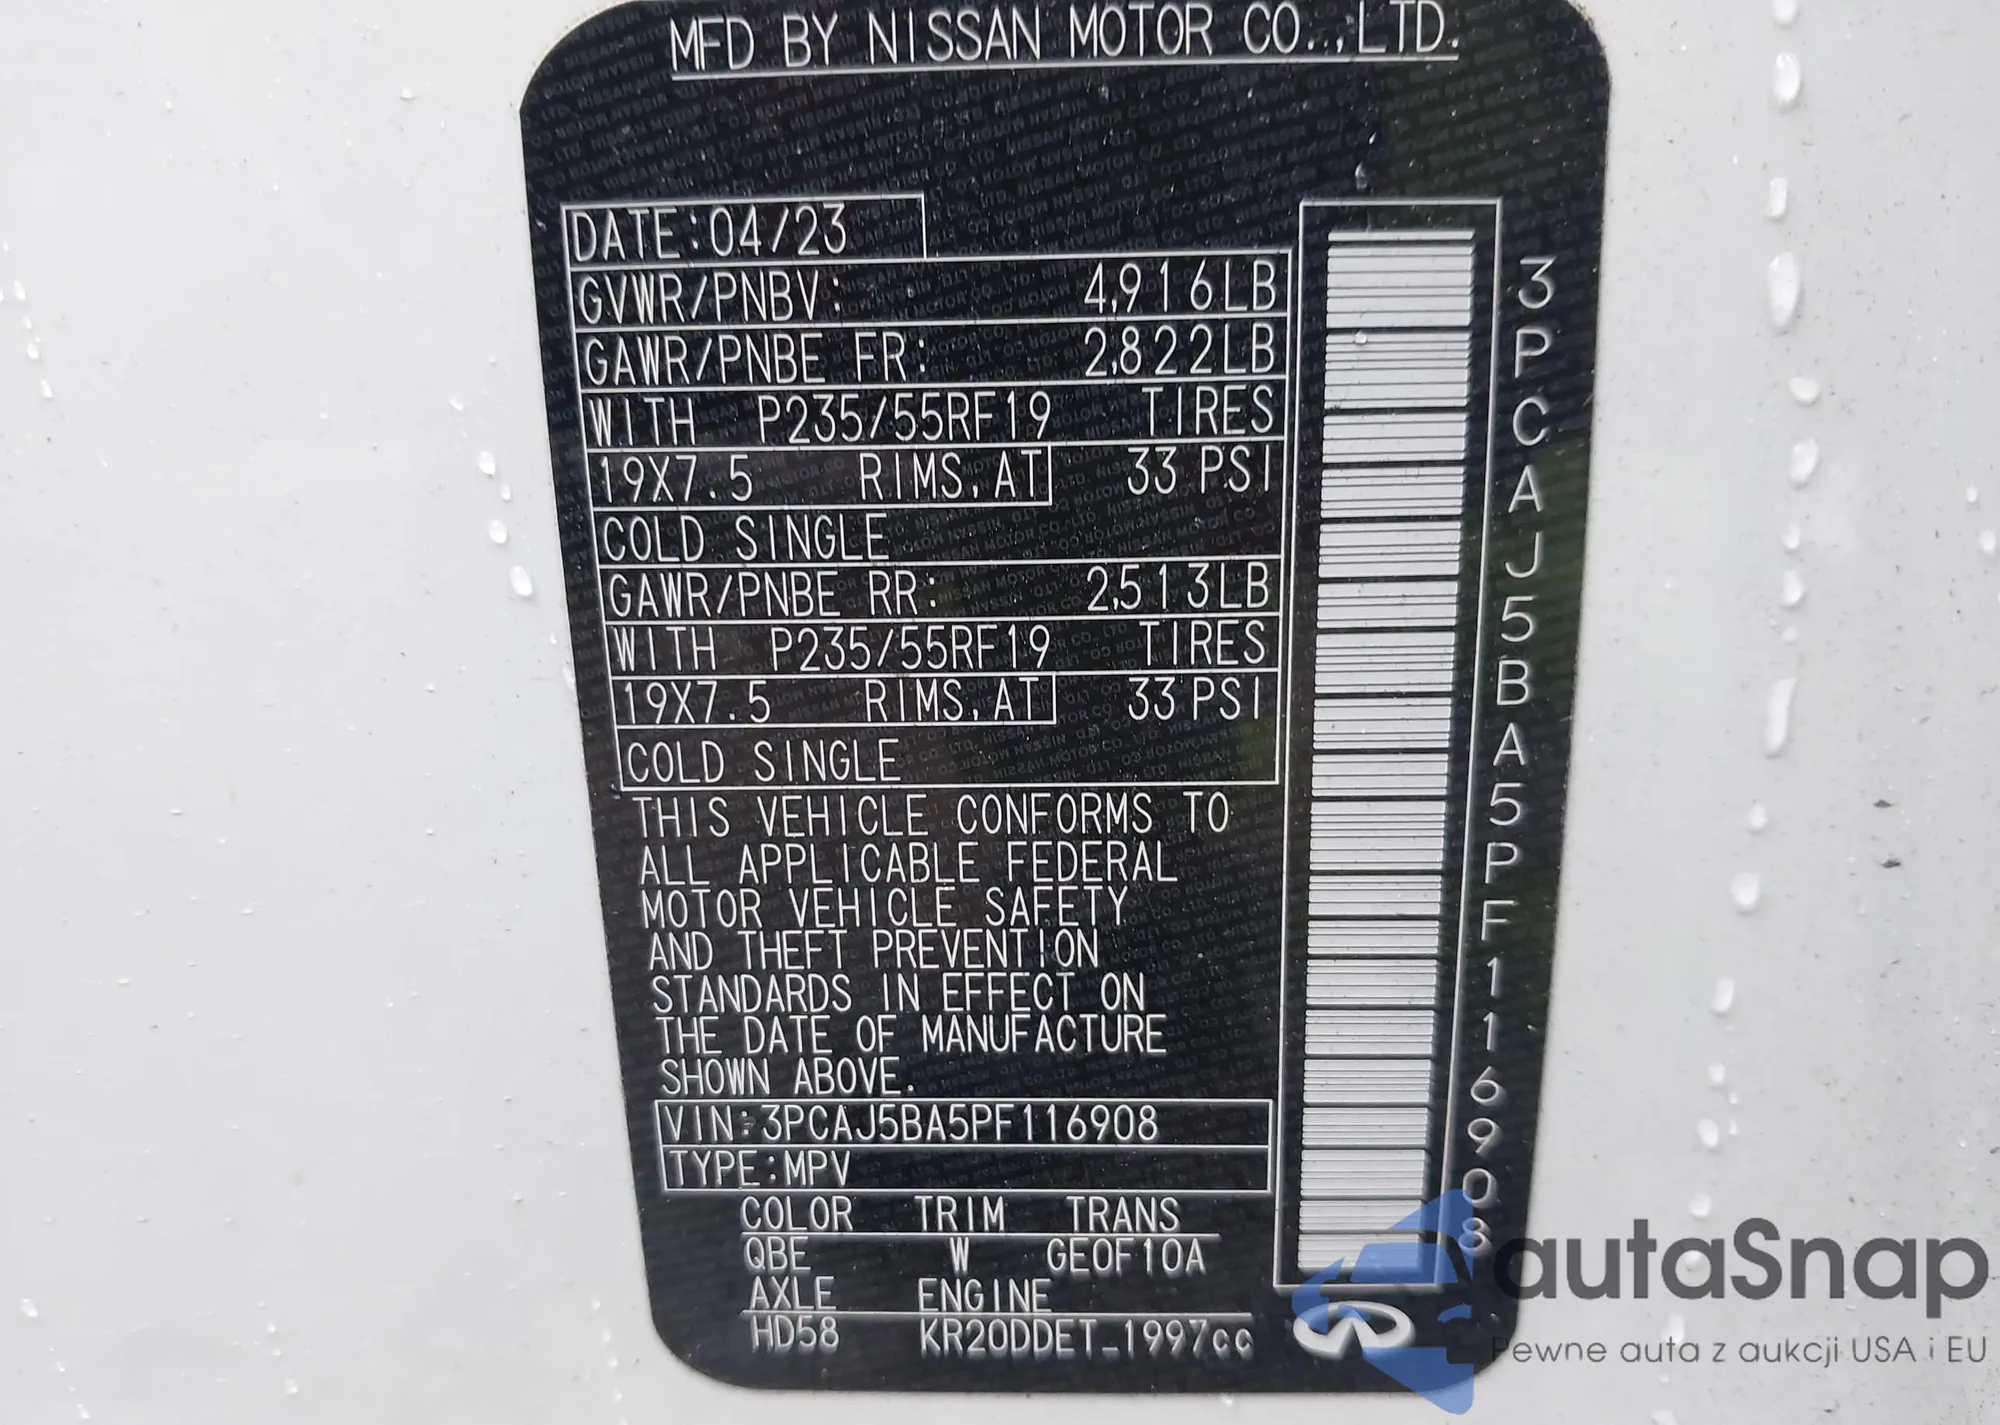 MFD BY NISSAN MOTOR CO.,LTD.
DATE:04/23
GVWR/PNBV: 4,916LB
GAWR/PNBE FR: 2,822LB
WITH P235/55RF19 TIRES
19X7.5 RIMS,AT 33 PSI
COLD SINGLE
GAWR/PNBE RR: 2,513LB
WITH P235/55RF19 TIRES
19X7.5 RIMS,AT 33 PSI
COLD SINGLE
THIS VEHICLE CONFORMS TO
ALL APPLICABLE FEDERAL
MOTOR VEHICLE SAFETY
AND THEFT PREVENTION
STANDARDS IN EFFECT ON
THE DATE OF MANUFACTURE
SHOWN ABOVE.
VIN:3PCAJ5BA5PF116908
TYPE:MPV
COLOR TRIM TRANS
QBE W GE0F10A
AXLE ENGINE
HD58 KR20DDET_1997cc
3PCAJ5BA5PF116908
autaSnap
Pewne auta z aukcji USA i EU